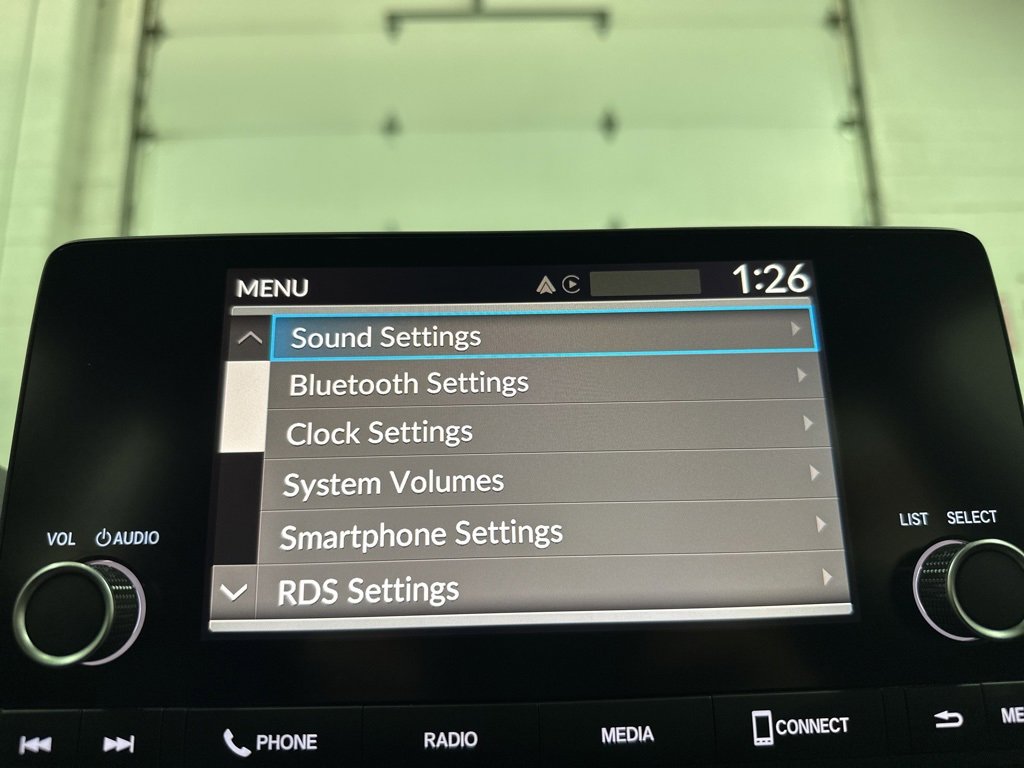 MENU 1:26
Sound Settings
Bluetooth Settings
Clock Settings
System Volumes
Smartphone Settings
RDS Settings
VOL AUDIO
LIST SELECT
PHONE RADIO MEDIA CONNECT